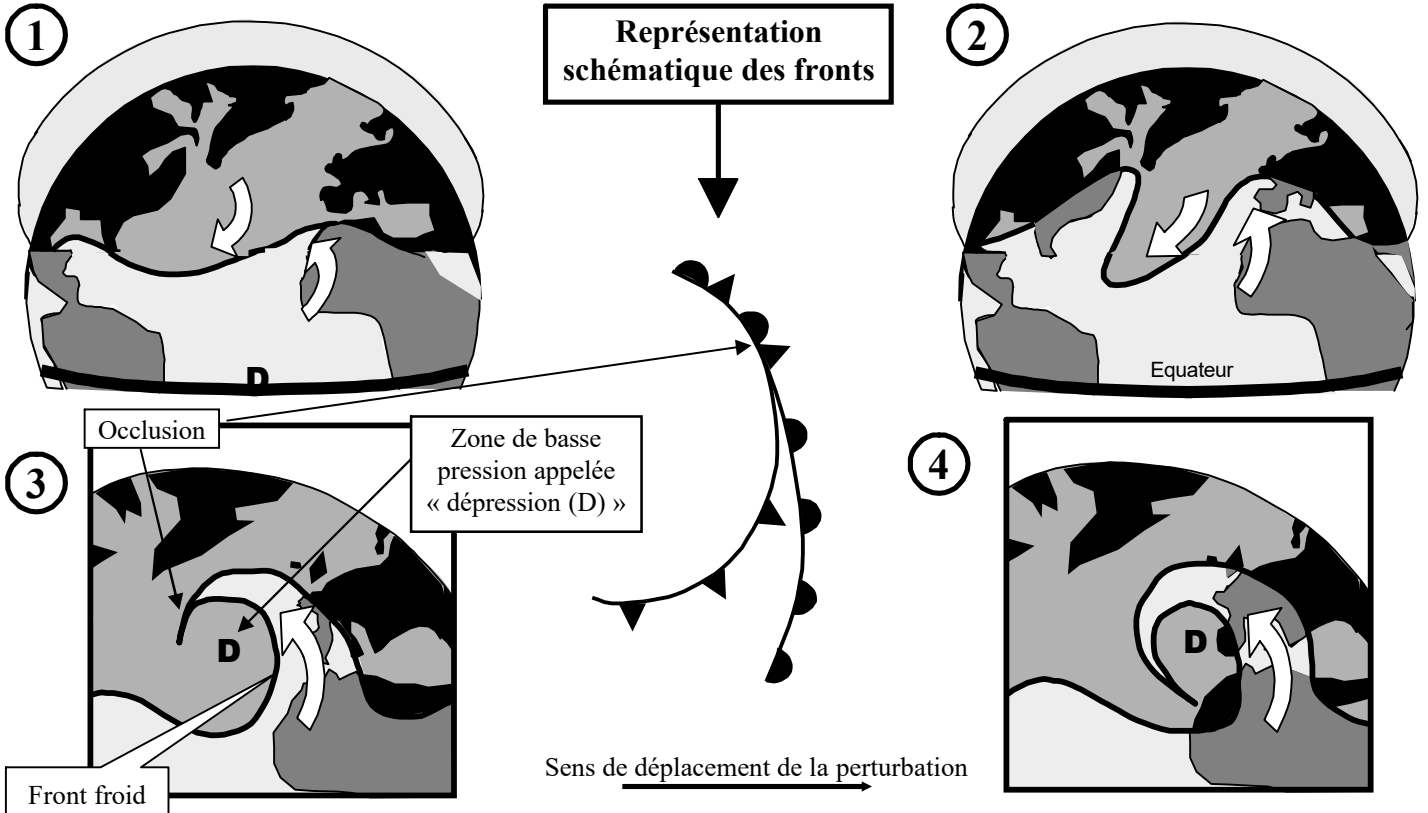 1
Représentation
schématique des fronts
2
D
Equateur
Occlusion
Zone de basse
pression appelée
« dépression (D) »
3
4
D
D
Sens de déplacement de la perturbation
Front froid